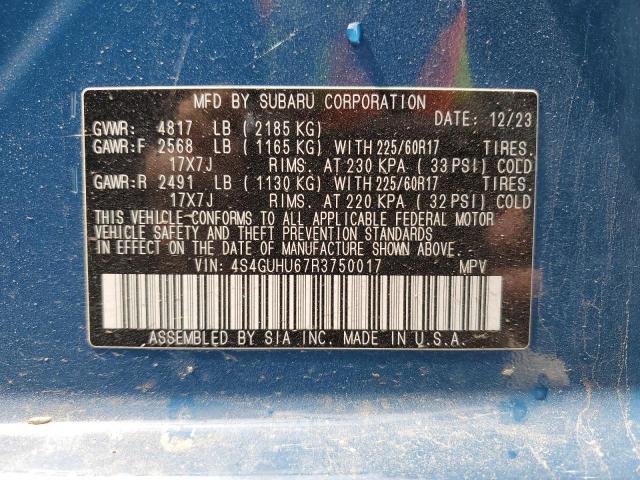 MFD BY SUBARU CORPORATION
GVWR: 4817 LB ( 2185 KG) DATE: 12/23
GAWR:F 2568 LB ( 1165 KG) WITH 225/60R17 TIRES.
17X7J RIMS. AT 230 KPA ( 33 PSI) COLD
GAWR:R 2491 LB ( 1130 KG) WITH 225/60R17 TIRES.
17X7J RIMS. AT 220 KPA ( 32 PSI) COLD
THIS VEHICLE CONFORMS TO ALL APPLICABLE FEDERAL MOTOR
VEHICLE SAFETY AND THEFT PREVENTION STANDARDS
IN EFFECT ON THE DATE OF MANUFACTURE SHOWN ABOVE.
VIN: 4S4GUHU67R3750017 MPV
ASSEMBLED BY SIA INC. MADE IN U.S.A.